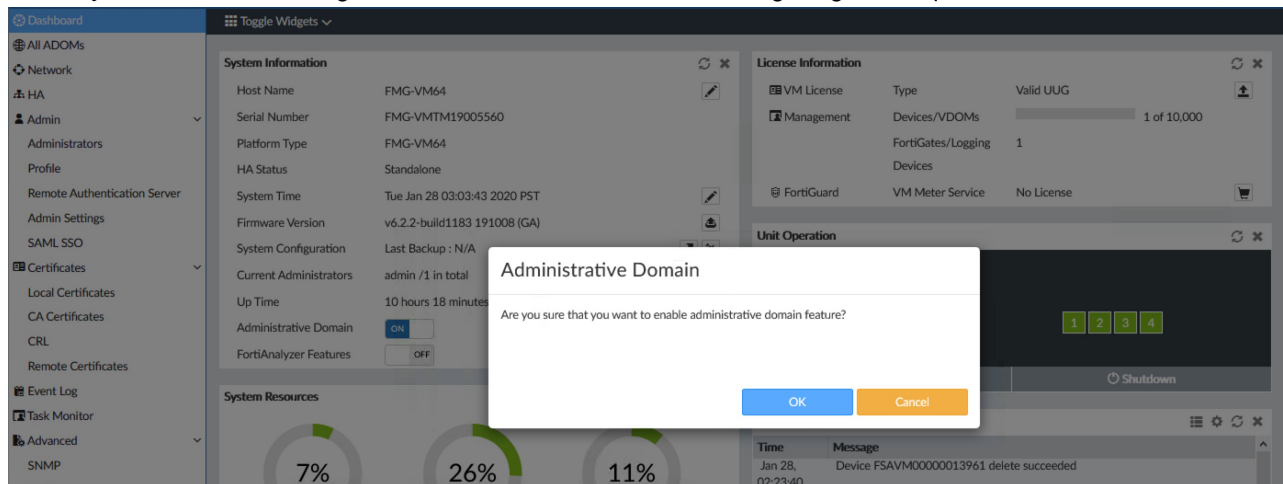 Dashboard
Toggle Widgets
All ADOMs
Network
HA
Admin
Administrators
Profile
Remote Authentication Server
Admin Settings
SAML SSO
Certificates
Local Certificates
CA Certificates
CRL
Remote Certificates
Event Log
Task Monitor
Advanced
SNMP
System Information
Host Name FMG-VM64
Serial Number FMG-VMTM19005560
Platform Type FMG-VM64
HA Status Standalone
System Time Tue Jan 28 03:03:43 2020 PST
Firmware Version v6.2.2-build1183 191008 (GA)
System Configuration Last Backup : N/A
Current Administrators admin /1 in total
Up Time 10 hours 18 minutes
Administrative Domain ON
FortiAnalyzer Features OFF
System Resources
7% 26% 11%
License Information
VM License Type Valid UUG
Management Devices/VDOMs 1 of 10,000
FortiGates/Logging 1
Devices
FortiGuard VM Meter Service No License
Unit Operation
1 2 3 4
Shutdown
Administrative Domain
Are you sure that you want to enable administrative domain feature?
OK Cancel
Time Message
Jan 28, Device FSAVM00000013961 delete succeeded
02:23:40